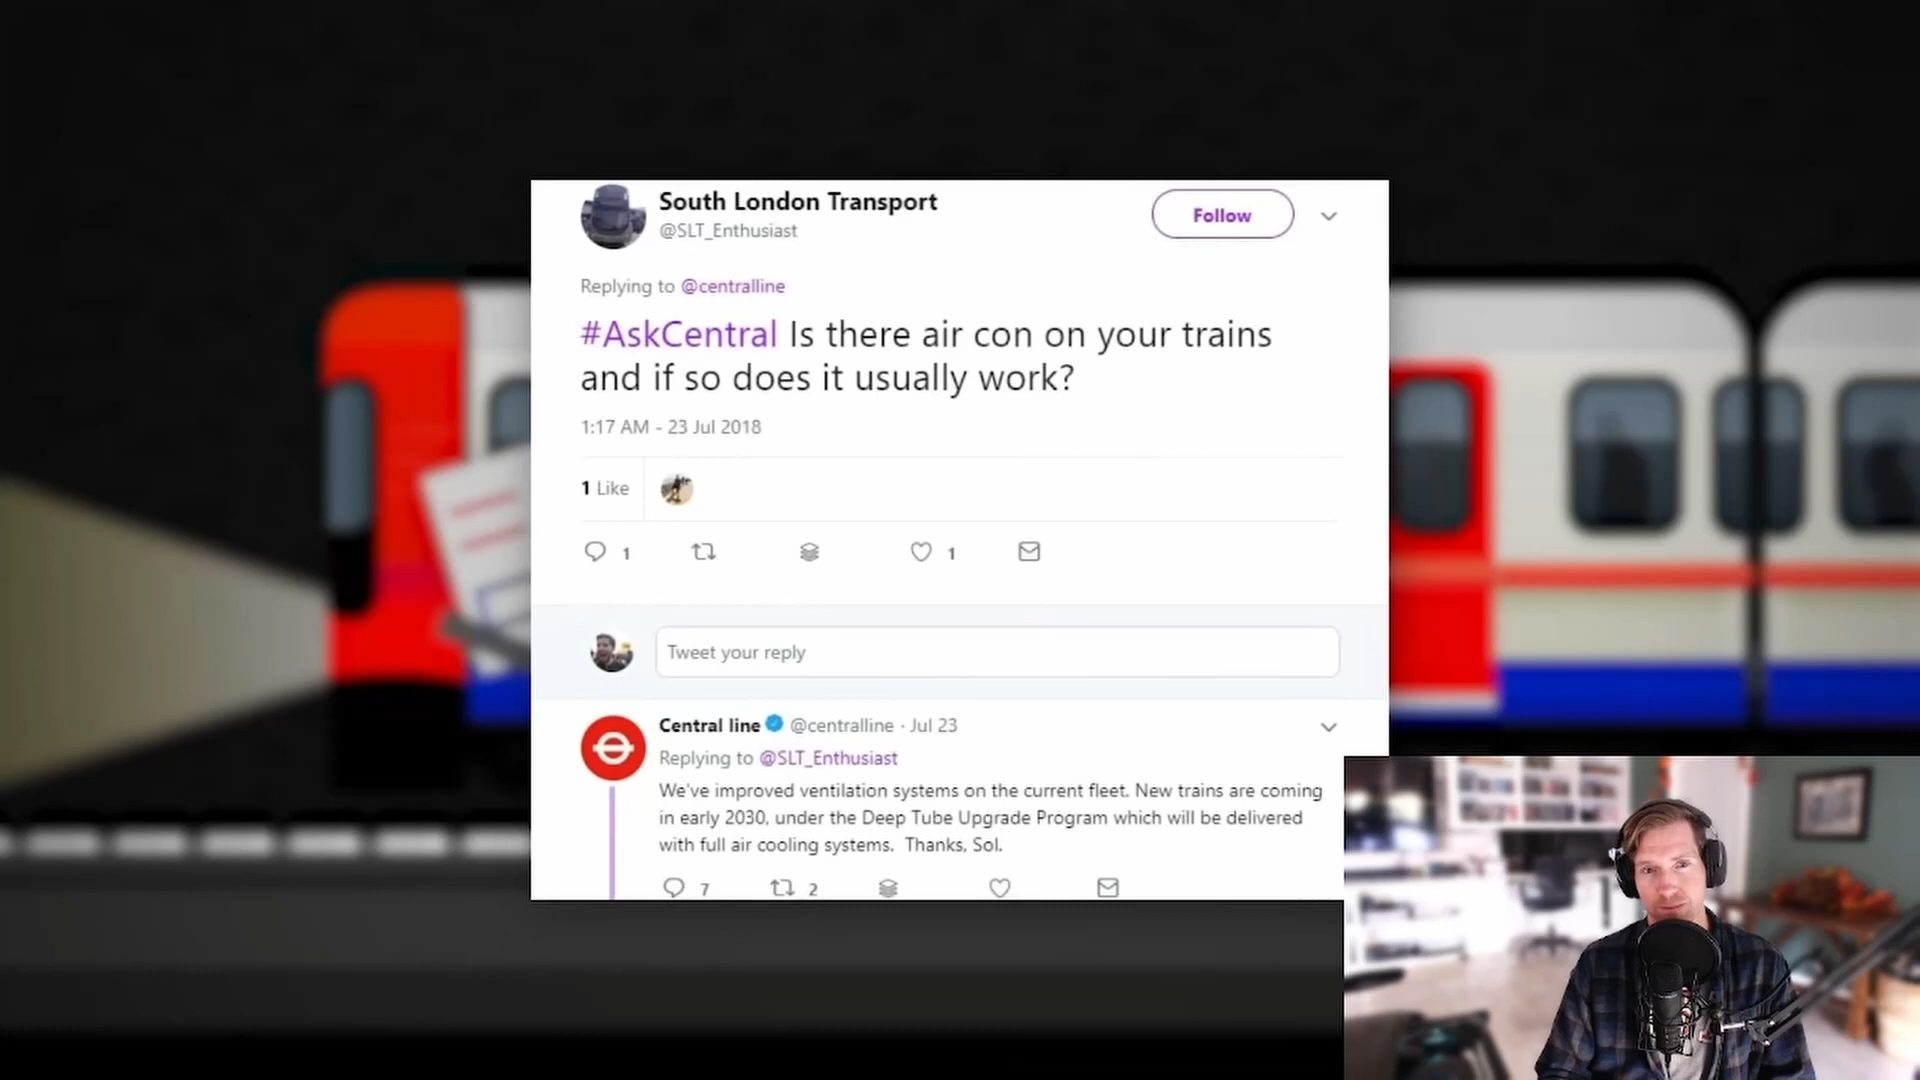 South London Transport
@SLT_Enthusiast
Follow
Replying to @centralline
#AskCentral Is there air con on your trains
and if so does it usually work?
1:17 AM - 23 Jul 2018
1 Like
1
1
Tweet your reply
Central line @centralline · Jul 23
Replying to @SLT_Enthusiast
We've improved ventilation systems on the current fleet. New trains are coming
in early 2030, under the Deep Tube Upgrade Program which will be delivered
with full air cooling systems. Thanks, Sol.
7
2